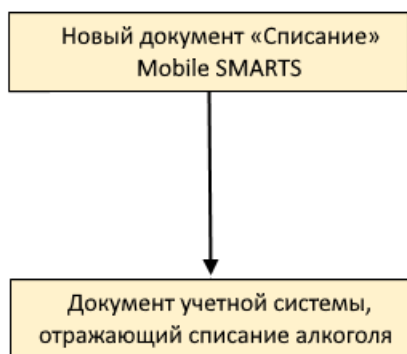 Новый документ «Списание»
Mobile SMARTS
Документ учетной системы,
отражающий списание алкоголя